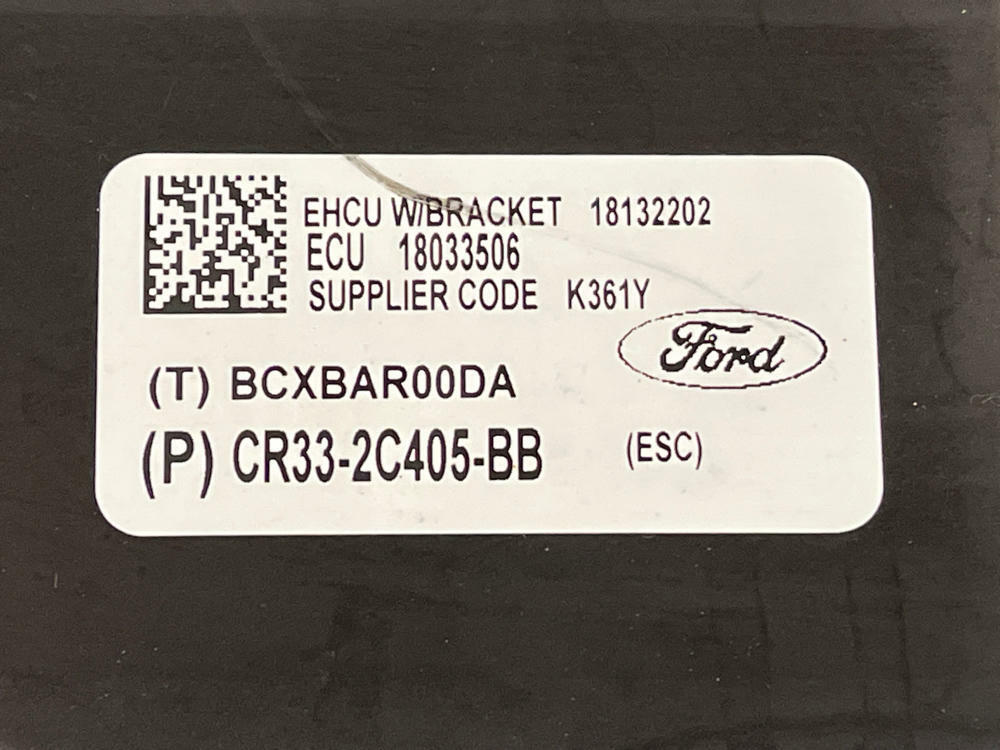 EHCU W/BRACKET 18132202
ECU 18033506
SUPPLIER CODE K361Y
Ford
(T) BCXBAR00DA
(P) CR33-2C405-BB (ESC)